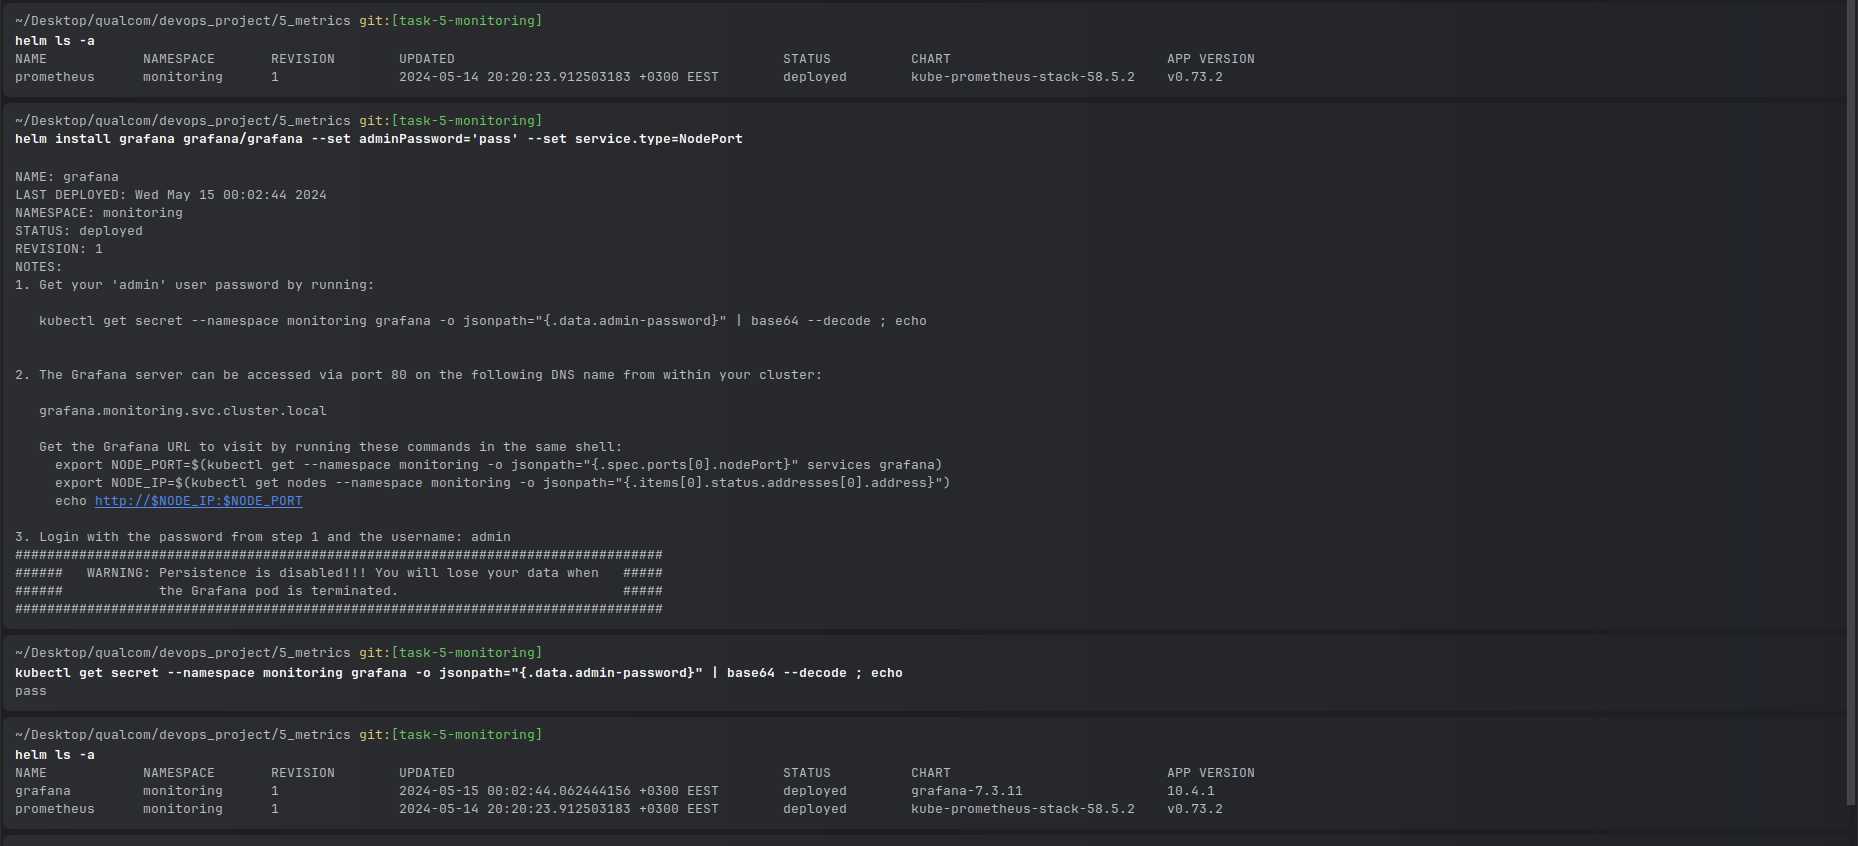 ~/Desktop/qualcom/devops_project/5_metrics git:[task-5-monitoring]
helm ls -a
NAME NAMESPACE REVISION UPDATED STATUS CHART APP VERSION
prometheus monitoring 1 2024-05-14 20:20:23.912503183 +0300 EEST deployed kube-prometheus-stack-58.5.2 v0.73.2
~/Desktop/qualcom/devops_project/5_metrics git:[task-5-monitoring]
helm install grafana grafana/grafana --set adminPassword='pass' --set service.type=NodePort
NAME: grafana
LAST DEPLOYED: Wed May 15 00:02:44 2024
NAMESPACE: monitoring
STATUS: deployed
REVISION: 1
NOTES:
1. Get your 'admin' user password by running:
kubectl get secret --namespace monitoring grafana -o jsonpath="{.data.admin-password}" | base64 --decode ; echo
2. The Grafana server can be accessed via port 80 on the following DNS name from within your cluster:
grafana.monitoring.svc.cluster.local
Get the Grafana URL to visit by running these commands in the same shell:
export NODE_PORT=$(kubectl get --namespace monitoring -o jsonpath="{.spec.ports[0].nodePort}" services grafana)
export NODE_IP=$(kubectl get nodes --namespace monitoring -o jsonpath="{.items[0].status.addresses[0].address}")
echo http://$NODE_IP:$NODE_PORT
3. Login with the password from step 1 and the username: admin
#################################################################################
###### WARNING: Persistence is disabled!!! You will lose your data when #####
###### the Grafana pod is terminated. #####
#################################################################################
~/Desktop/qualcom/devops_project/5_metrics git:[task-5-monitoring]
kubectl get secret --namespace monitoring grafana -o jsonpath="{.data.admin-password}" | base64 --decode ; echo
pass
~/Desktop/qualcom/devops_project/5_metrics git:[task-5-monitoring]
helm ls -a
NAME NAMESPACE REVISION UPDATED STATUS CHART APP VERSION
grafana monitoring 1 2024-05-15 00:02:44.062444156 +0300 EEST deployed grafana-7.3.11 10.4.1
prometheus monitoring 1 2024-05-14 20:20:23.912503183 +0300 EEST deployed kube-prometheus-stack-58.5.2 v0.73.2